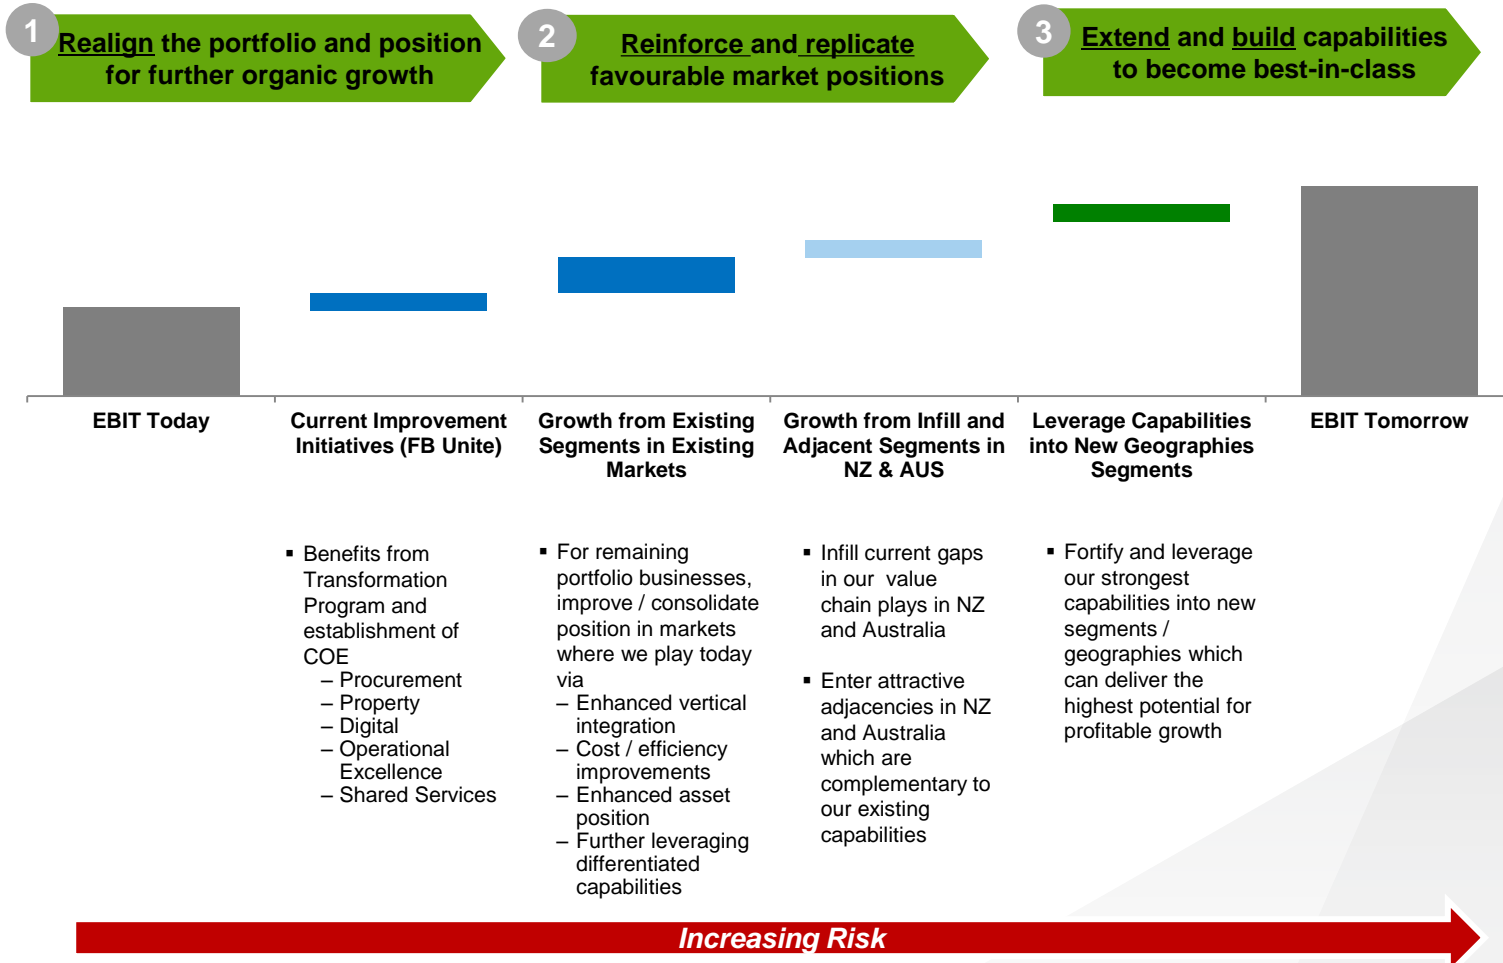 1
Realign the portfolio and position
for further organic growth
2
Reinforce and replicate
favourable market positions
3
Extend and build capabilities
to become best-in-class
EBIT Today
Current Improvement
Initiatives (FB Unite)
Growth from Existing
Segments in Existing
Markets
Growth from Infill and
Adjacent Segments in
NZ & AUS
Leverage Capabilities
into New Geographies
Segments
EBIT Tomorrow
▪ Benefits from
Transformation
Program and
establishment of
COE
– Procurement
– Property
– Digital
– Operational
Excellence
– Shared Services
▪ For remaining
portfolio businesses,
improve / consolidate
position in markets
where we play today
via
– Enhanced vertical
integration
– Cost / efficiency
improvements
– Enhanced asset
position
– Further leveraging
differentiated
capabilities
▪ Infill current gaps
in our value
chain plays in NZ
and Australia
▪ Enter attractive
adjacencies in NZ
and Australia
which are
complementary to
our existing
capabilities
▪ Fortify and leverage
our strongest
capabilities into new
segments /
geographies which
can deliver the
highest potential for
profitable growth
Increasing Risk